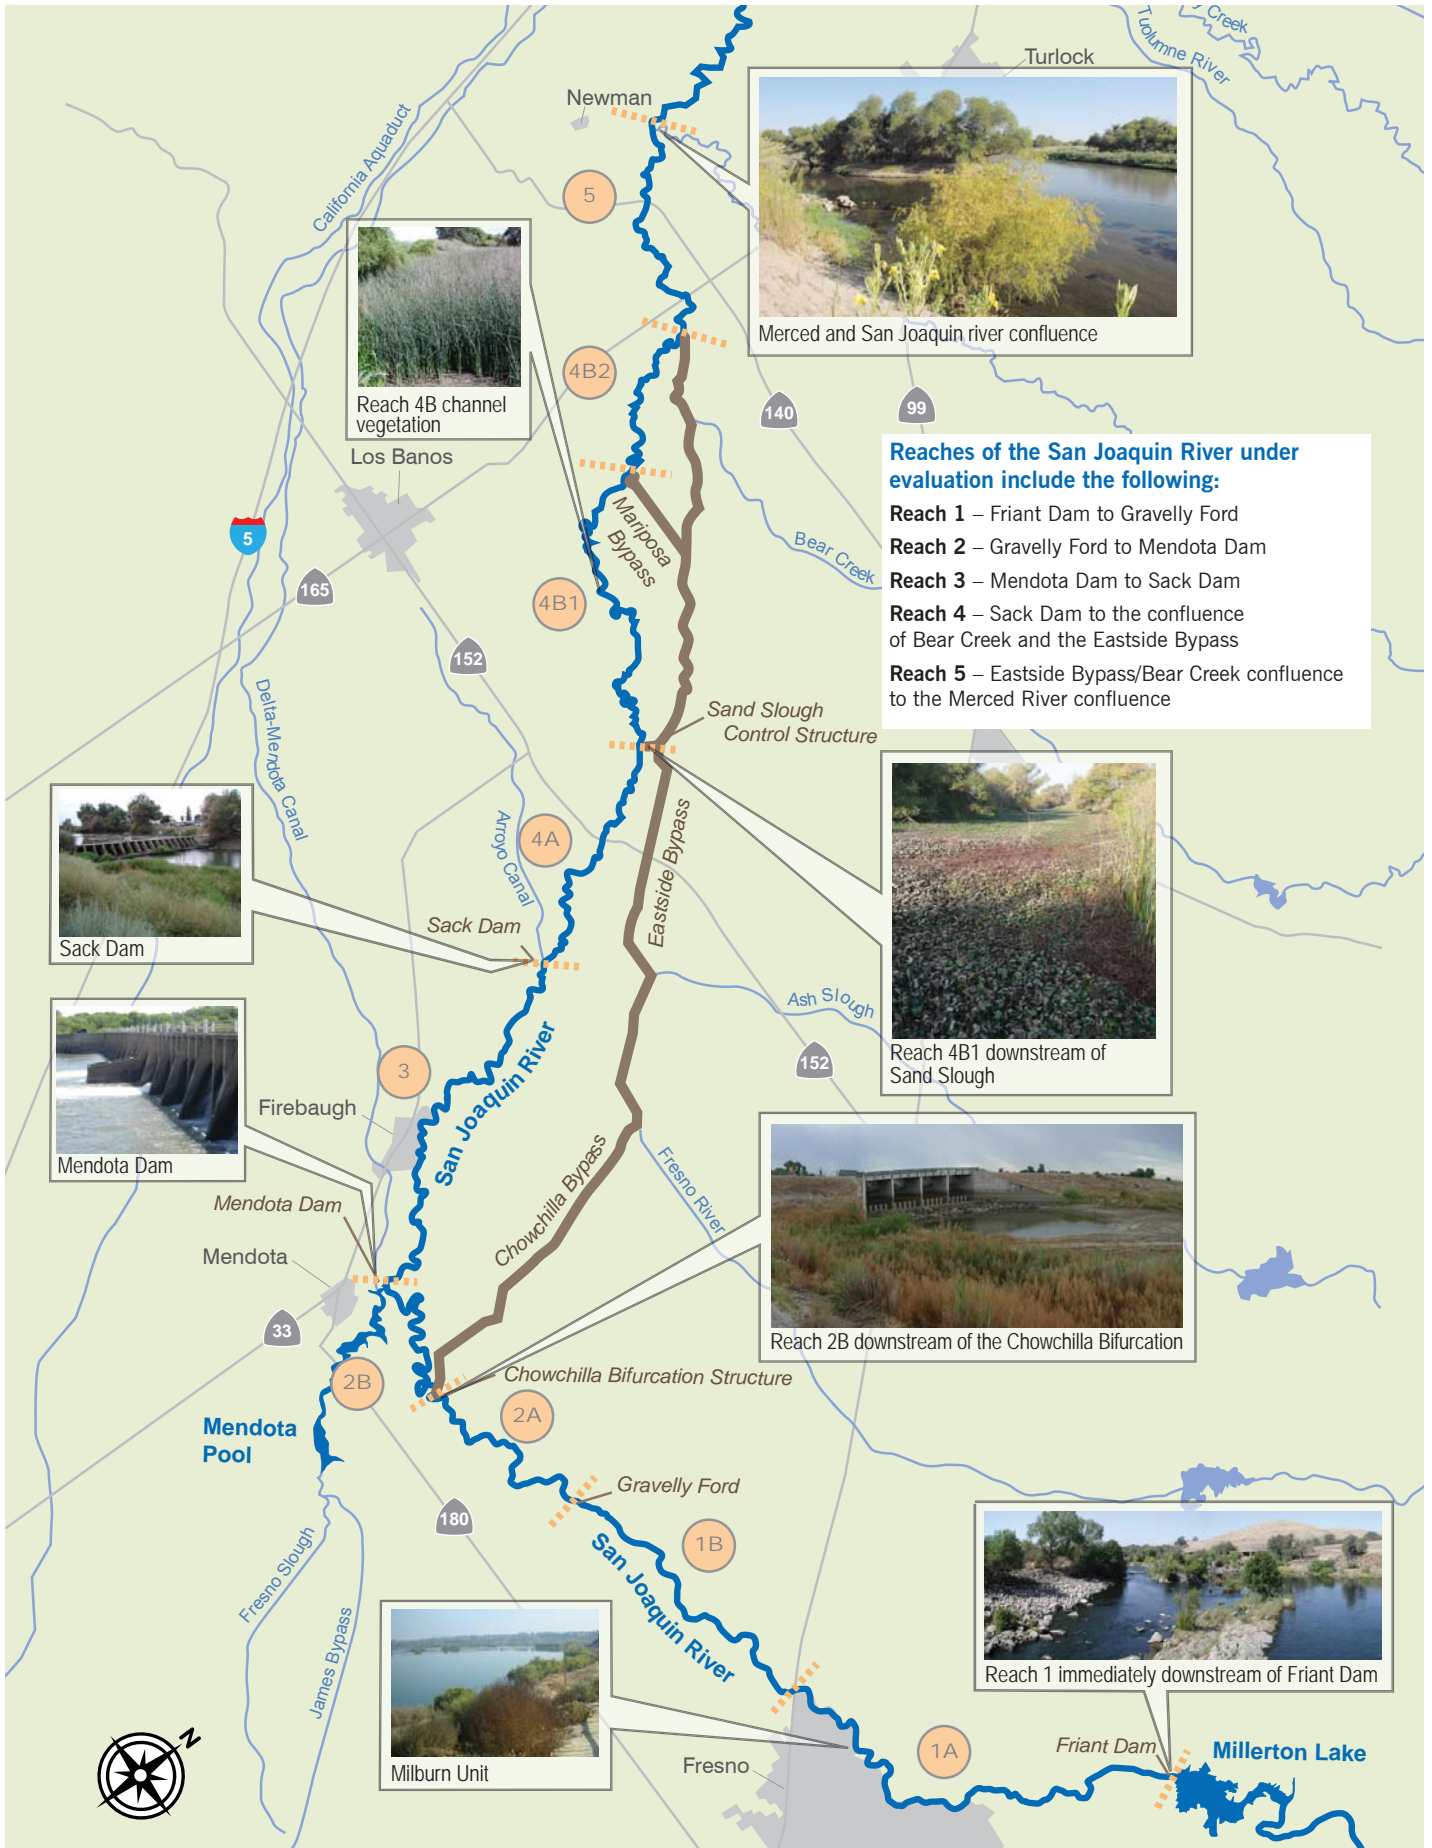 y Creek
Tuolumne River
Turlock
Newman
California Aquaduct
5
Merced and San Joaquin river confluence
4B2
Reach 4B channel
vegetation
140
99
Los Banos
Reaches of the San Joaquin River under
evaluation include the following:
Reach 1 – Friant Dam to Gravelly Ford
Reach 2 – Gravelly Ford to Mendota Dam
Reach 3 – Mendota Dam to Sack Dam
Reach 4 – Sack Dam to the confluence
of Bear Creek and the Eastside Bypass
Reach 5 – Eastside Bypass/Bear Creek confluence
to the Merced River confluence
Mariposa
Bypass
Bear Creek
5
165
4B1
152
Delta-Mendota Canal
Sand Slough
Control Structure
4A
Arroyo Canal
Eastside Bypass
Sack Dam
Sack Dam
Ash Slough
152
Reach 4B1 downstream of
Sand Slough
3
Firebaugh
San Joaquin River
Mendota Dam
Mendota Dam
Chowchilla Bypass
Fresno River
Mendota
33
Reach 2B downstream of the Chowchilla Bifurcation
2B
Chowchilla Bifurcation Structure
2A
Mendota
Pool
Gravelly Ford
180
1B
San Joaquin River
Fresno Slough
James Bypass
Reach 1 immediately downstream of Friant Dam
Milburn Unit
N
Fresno
1A
Friant Dam
Millerton Lake